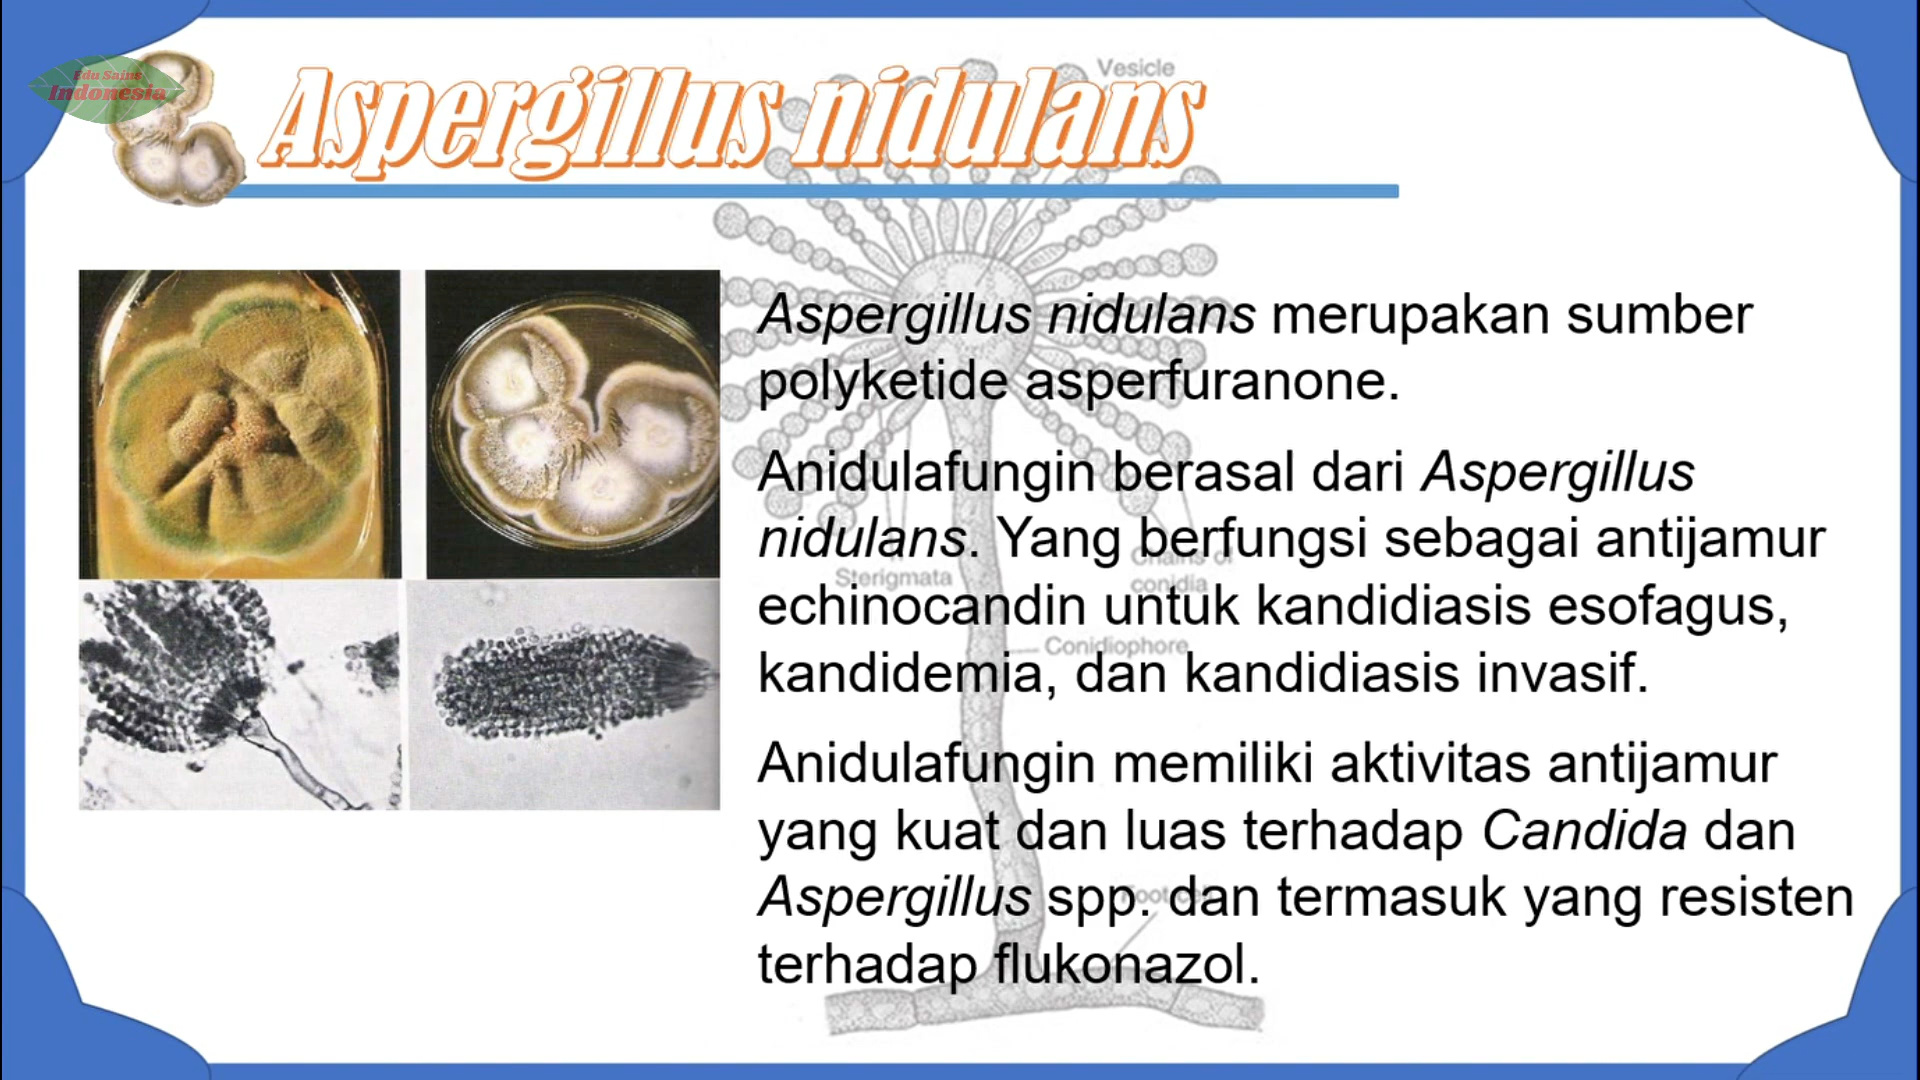 Edu Sains
Indonesia
Aspergillus nidulans
Vesicle
Aspergillus nidulans merupakan sumber
polyketide asperfuranone.
Anidulafungin berasal dari Aspergillus
nidulans. Yang berfungsi sebagai antijamur
echinocandin untuk kandidiasis esofagus,
kandidemia, dan kandidiasis invasif.
Sterigmata
Chains of
conidia
Conidiophore
Anidulafungin memiliki aktivitas antijamur
yang kuat dan luas terhadap Candida dan
Aspergillus spp. dan termasuk yang resisten
terhadap flukonazol.